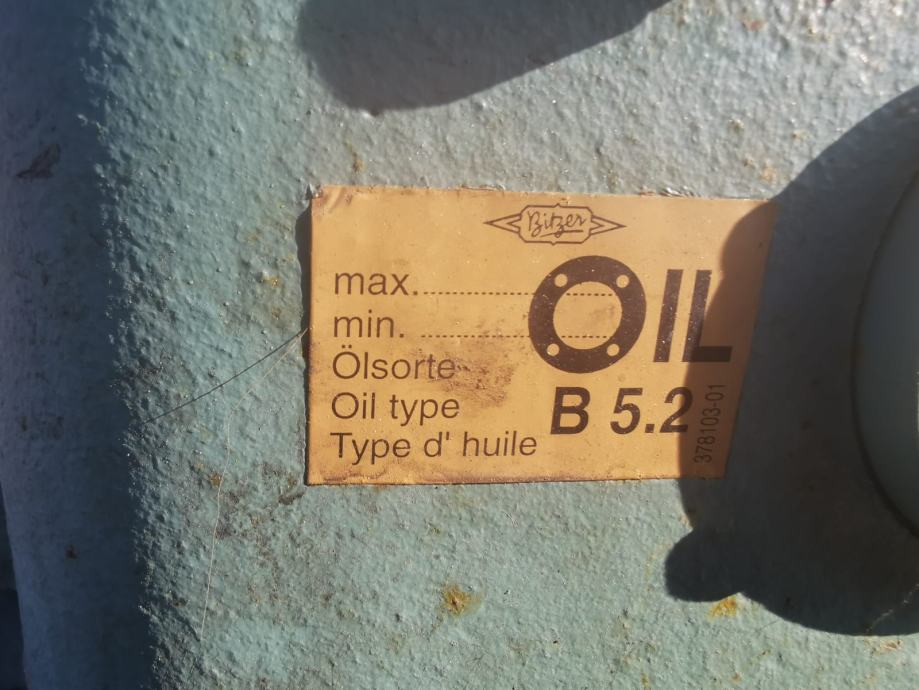 Bitzer
max. OIL
min.
Ölsorte
Oil type B 5.2
Type d' huile
378103-01